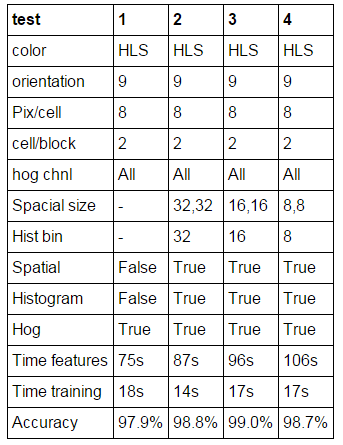 test 1 2 3 4
color HLS HLS HLS HLS
orientation 9 9 9 9
Pix/cell 8 8 8 8
cell/block 2 2 2 2
hog chnl All All All All
Spacial size - 32,32 16,16 8,8
Hist bin - 32 16 8
Spatial False True True True
Histogram False True True True
Hog True True True True
Time features 75s 87s 96s 106s
Time training 18s 14s 17s 17s
Accuracy 97.9% 98.8% 99.0% 98.7%